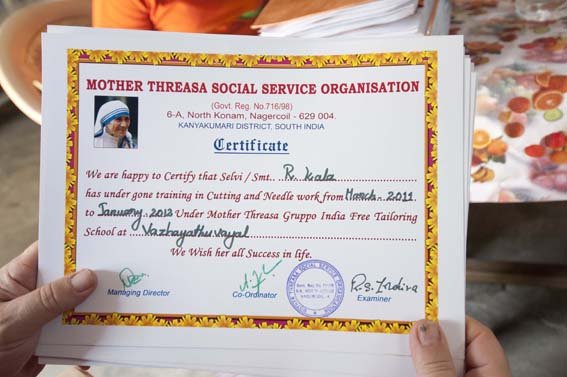 MOTHER THREASA SOCIAL SERVICE ORGANISATION
(Govt. Reg. No.716/98)
6-A, North Konam, Nagercoil - 629 004.
KANYAKUMARI DISTRICT, SOUTH INDIA
Certificate
We are happy to Certify that Selvi / Smt. R. kala
has under gone training in Cutting and Needle work from March 2011
to January 2012 Under Mother Threasa Gruppo India Free Tailoring
School at Vazhayathuvayal
We Wish her all Success in life.
Managing Director
Co-Ordinator
Examiner